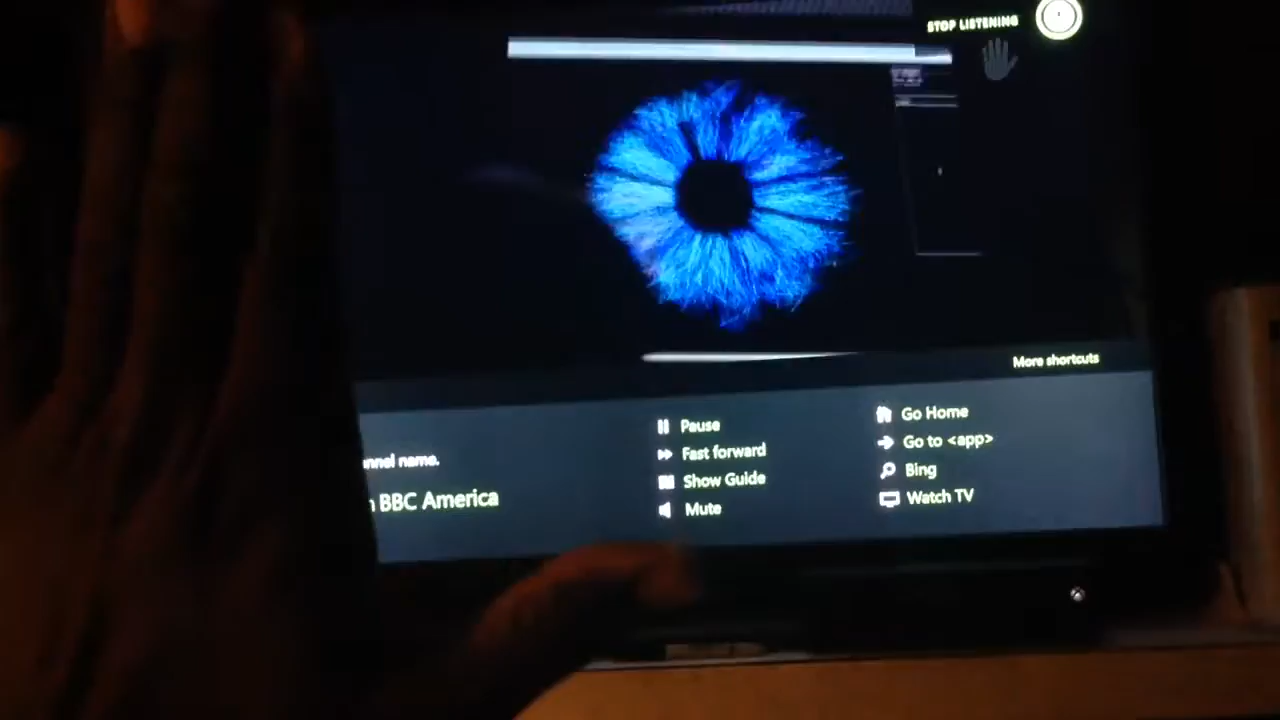 STOP LISTENING
More shortcuts
Pause
Go Home
Fast forward
Go to <app>
name.
Show Guide
Bing
BBC America
Mute
Watch TV